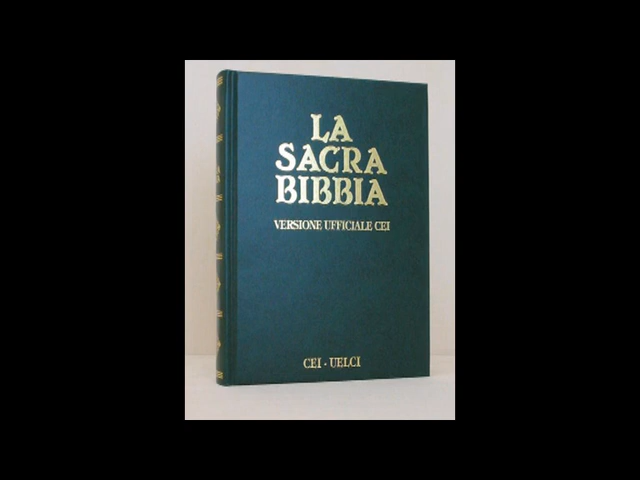 LA
SACRA
BIBBIA
VERSIONE UFFICIALE CEI
CEI · UELCI